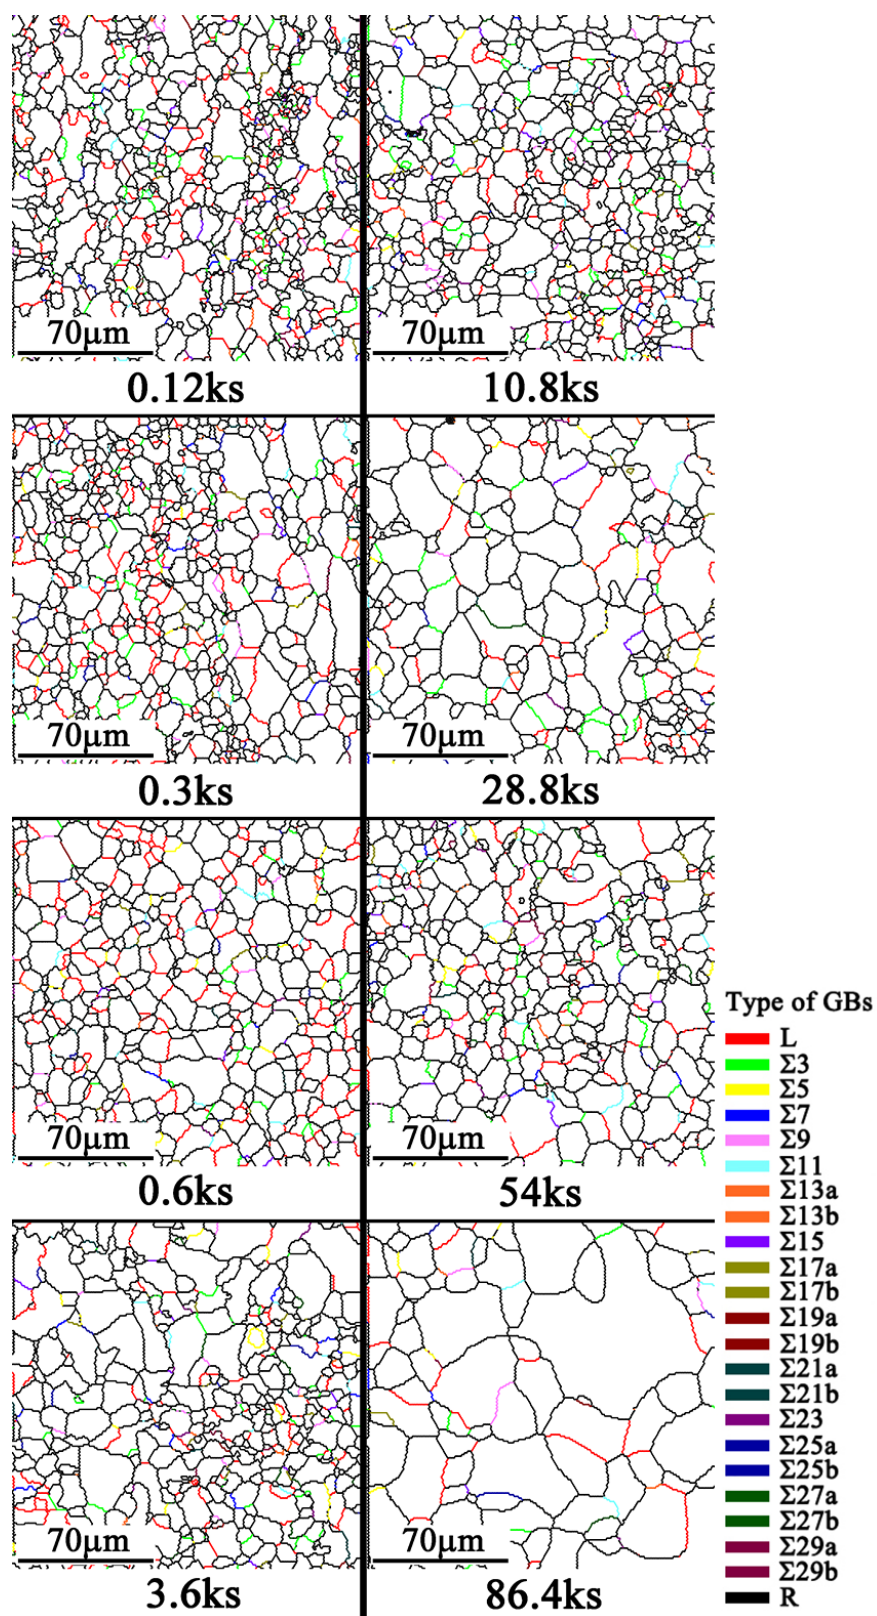 70μm
70μm
0.12ks
10.8ks
70μm
70μm
0.3ks
28.8ks
70μm
70μm
0.6ks
54ks
70μm
70μm
3.6ks
86.4ks
Type of GBs
L
Σ3
Σ5
Σ7
Σ9
Σ11
Σ13a
Σ13b
Σ15
Σ17a
Σ17b
Σ19a
Σ19b
Σ21a
Σ21b
Σ23
Σ25a
Σ25b
Σ27a
Σ27b
Σ29a
Σ29b
R